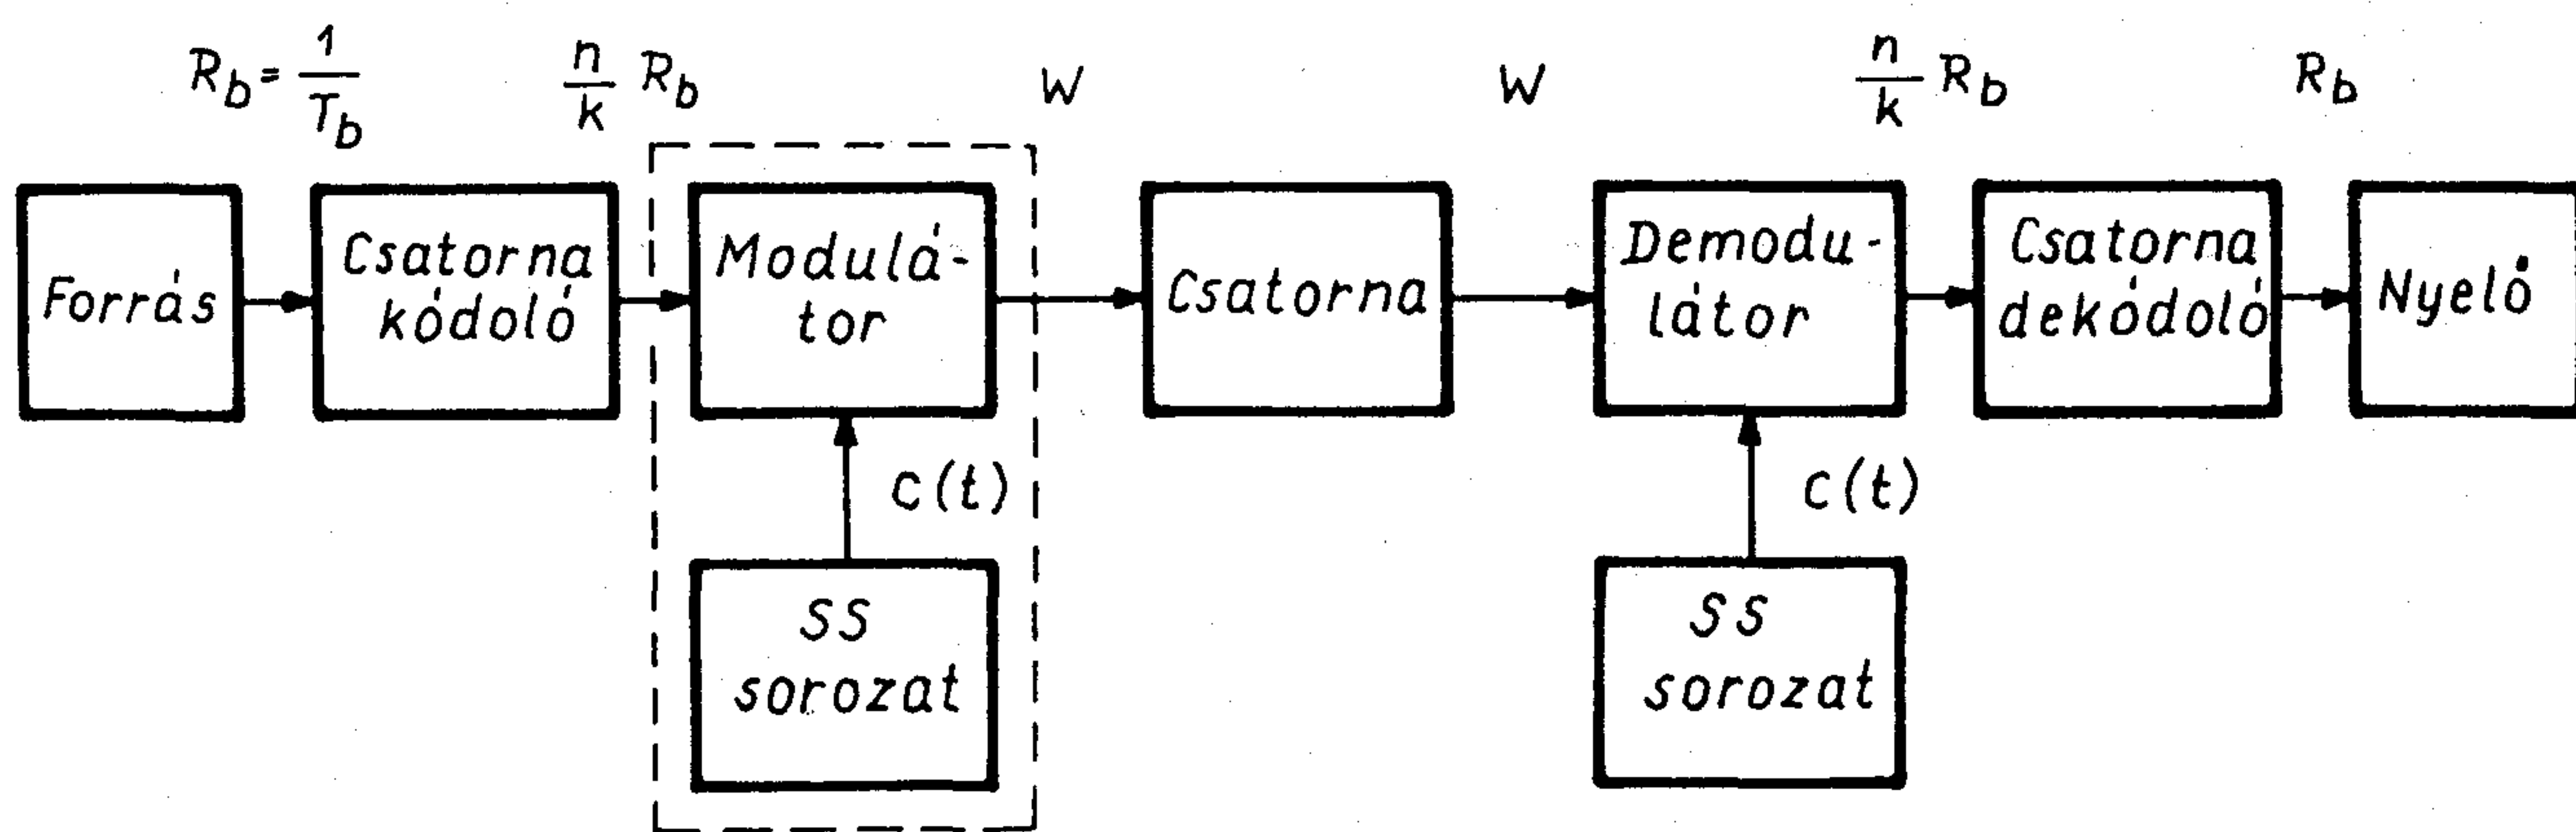 R_b = 1/T_b
n/k R_b
W
W
n/k R_b
R_b
Forrás
Csatorna
kódoló
Modulá-
tor
Csatorna
Demodu-
látor
Csatorna
dekódoló
Nyelő
c(t)
c(t)
SS
sorozat
SS
sorozat